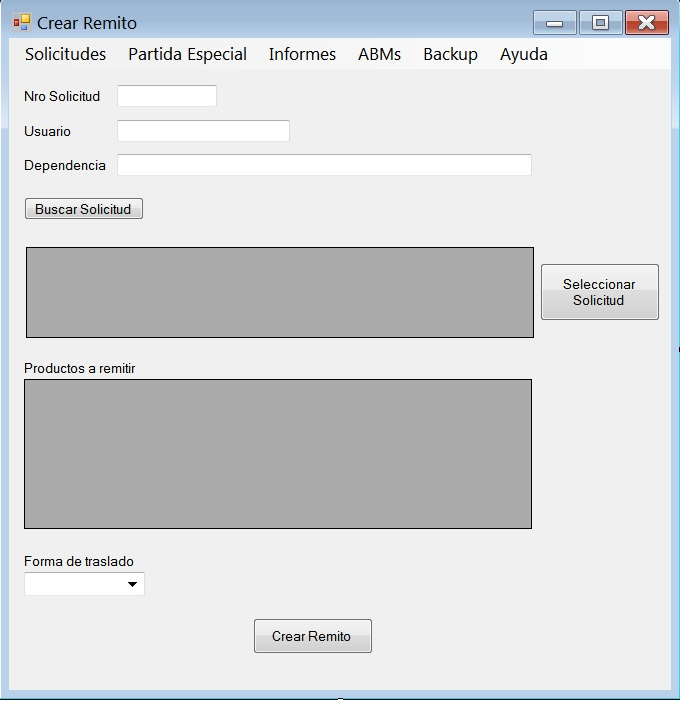 Crear Remito
Solicitudes Partida Especial Informes ABMs Backup Ayuda
Nro Solicitud
Usuario
Dependencia
Buscar Solicitud
Seleccionar
Solicitud
Productos a remitir
Forma de traslado
Crear Remito